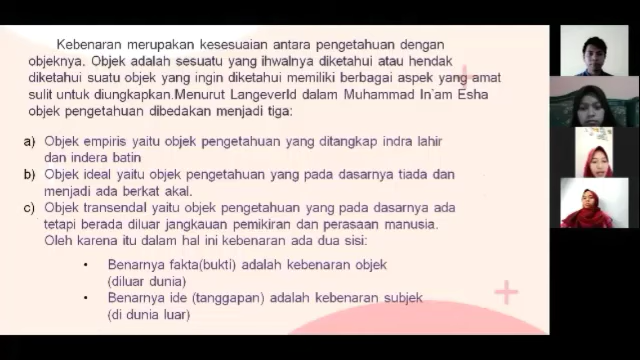 Kebenaran merupakan kesesuaian antara pengetahuan dengan
objeknya. Objek adalah sesuatu yang ihwalnya diketahui atau hendak
diketahui suatu objek yang ingin diketahui memiliki berbagai aspek yang amat
sulit untuk diungkapkan.Menurut Langeverld dalam Muhammad In'am Esha
objek pengetahuan dibedakan menjadi tiga:
a) Objek empiris yaitu objek pengetahuan yang ditangkap indra lahir
dan indera batin
b) Objek ideal yaitu objek pengetahuan yang pada dasarnya tiada dan
menjadi ada berkat akal.
c) Objek transendal yaitu objek pengetahuan yang pada dasarnya ada
tetapi berada diluar jangkauan pemikiran dan perasaan manusia.
Oleh karena itu dalam hal ini kebenaran ada dua sisi:
• Benarnya fakta(bukti) adalah kebenaran objek
(diluar dunia)
• Benarnya ide (tanggapan) adalah kebenaran subjek
(di dunia luar)